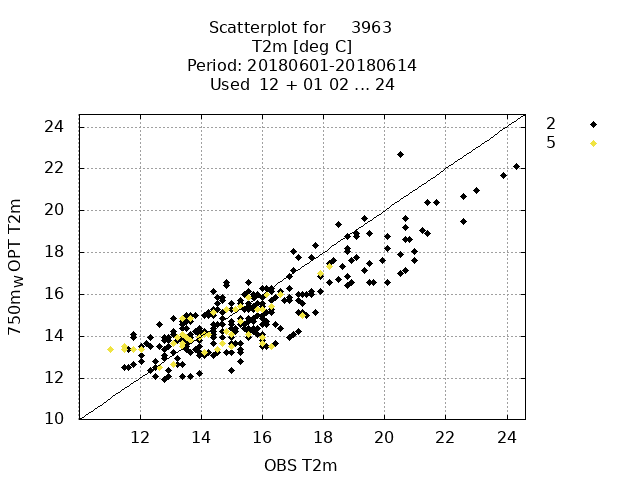 Scatterplot for 3963
T2m [deg C]
Period: 20180601-20180614
Used 12 + 01 02 ... 24
2
5
24
22
20
18
16
14
12
10
750mw OPT T2m
12 14 16 18 20 22 24
OBS T2m